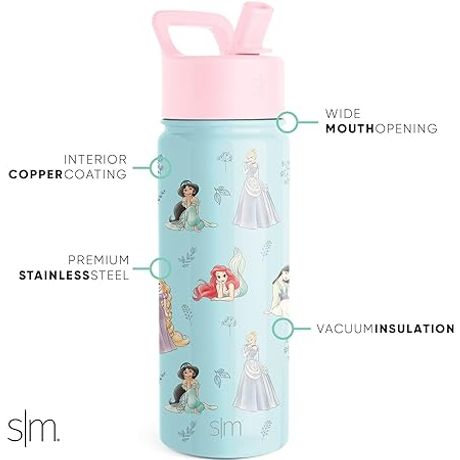 WIDE
MOUTHOPENING
INTERIOR
COPPERCOATING
PREMIUM
STAINLESSSTEEL
VACUUMINSULATION
s|m
s|m.